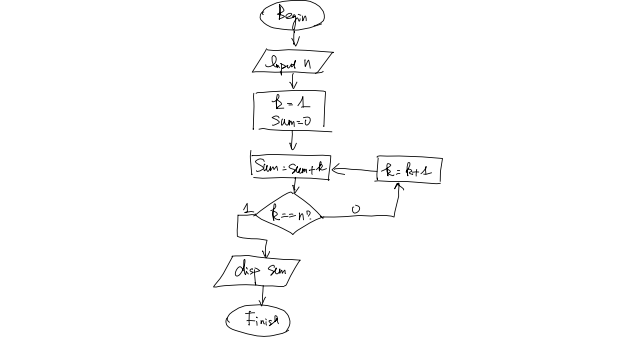 Begin
Input n
k=1
Sum=0
Sum=sum+k
k=k+1
1
k==n?
0
disp sum
Finish